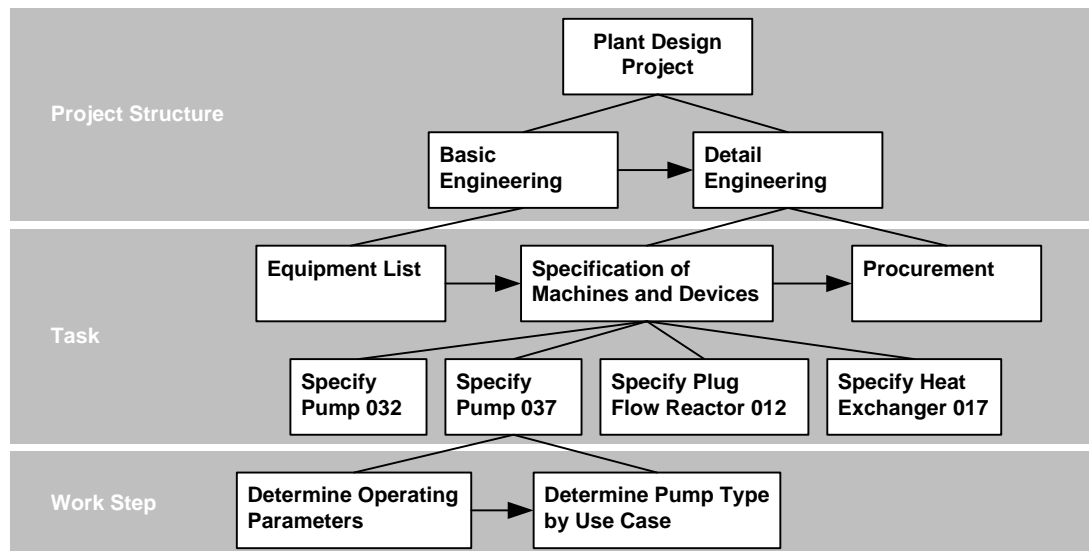 Plant Design
Project
Project Structure
Basic
Engineering
Detail
Engineering
Equipment List
Specification of
Machines and Devices
Procurement
Task
Specify
Pump 032
Specify
Pump 037
Specify Plug
Flow Reactor 012
Specify Heat
Exchanger 017
Work Step
Determine Operating
Parameters
Determine Pump Type
by Use Case